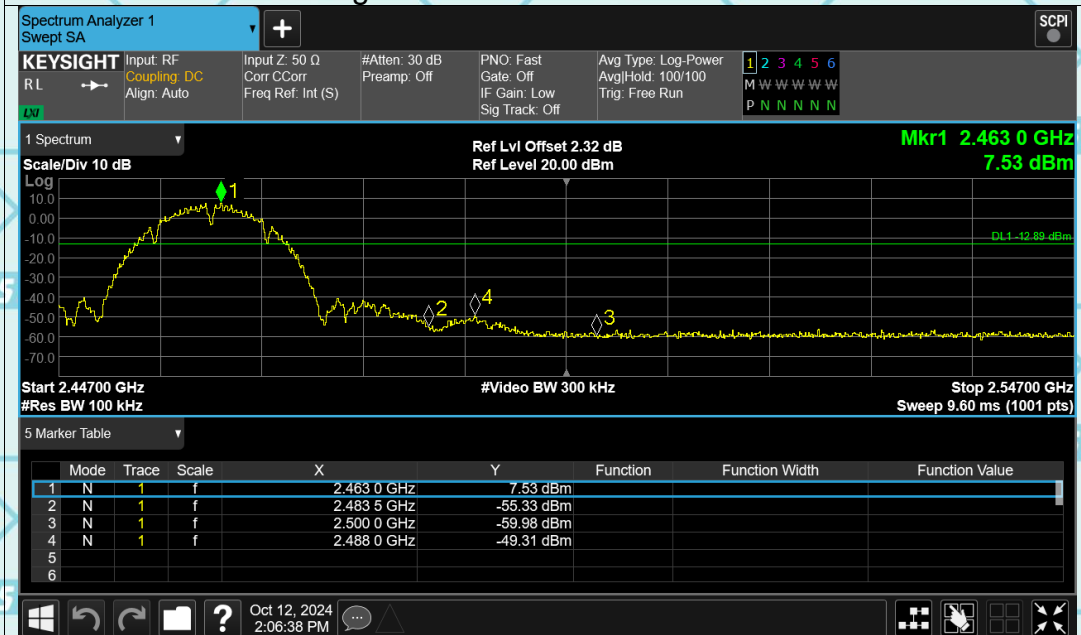 Spectrum Analyzer 1
Swept SA
+
SCPI
KEYSIGHT
RL
LXI
Input: RF
Coupling: DC
Align: Auto
Input Z: 50 Ω
Corr CCorr
Freq Ref: Int (S)
#Atten: 30 dB
Preamp: Off
PNO: Fast
Gate: Off
IF Gain: Low
Sig Track: Off
Avg Type: Log-Power
Avg|Hold: 100/100
Trig: Free Run
1 2 3 4 5 6
M W W W W W
P N N N N N
1 Spectrum
Scale/Div 10 dB
Ref Lvl Offset 2.32 dB
Ref Level 20.00 dBm
Mkr1 2.463 0 GHz
7.53 dBm
Log
10.0
0.00
-10.0
-20.0
-30.0
-40.0
-50.0
-60.0
-70.0
1
2
4
3
DL1 -12.89 dBm
Start 2.44700 GHz
#Video BW 300 kHz
Stop 2.54700 GHz
#Res BW 100 kHz
Sweep 9.60 ms (1001 pts)
5 Marker Table
Mode Trace Scale X Y Function Function Width Function Value
1 N 1 f 2.463 0 GHz 7.53 dBm
2 N 1 f 2.483 5 GHz -55.33 dBm
3 N 1 f 2.500 0 GHz -59.98 dBm
4 N 1 f 2.488 0 GHz -49.31 dBm
5
6
?
Oct 12, 2024
2:06:38 PM